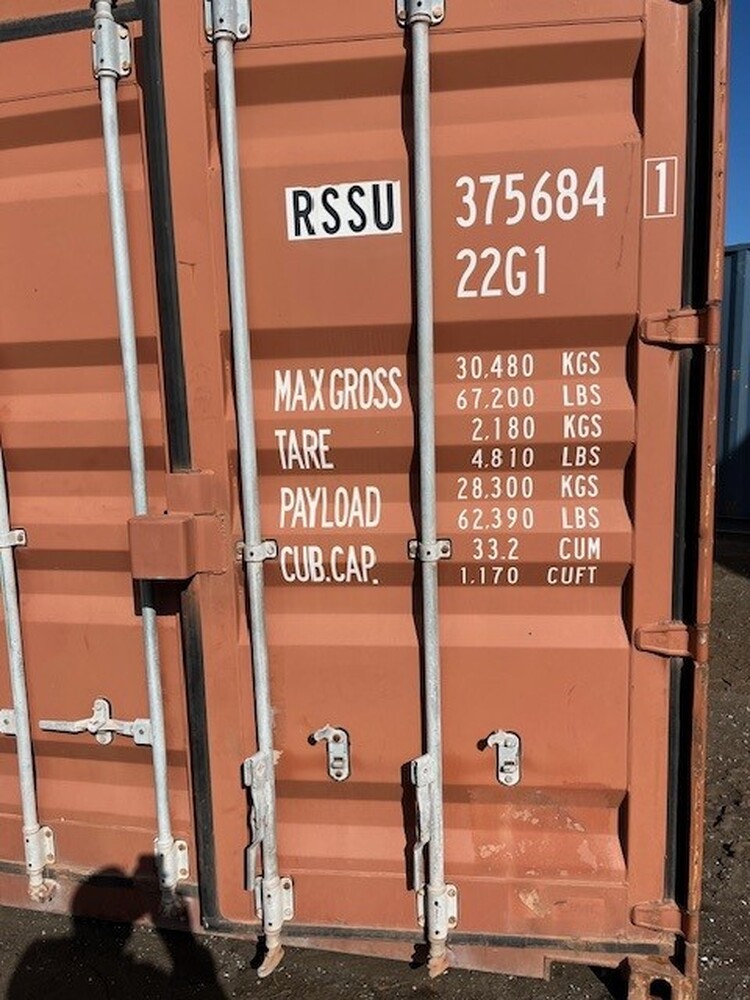 RSSU 375684 1
22G1
MAX GROSS 30.480 KGS
67.200 LBS
TARE 2.180 KGS
4.810 LBS
PAYLOAD 28.300 KGS
62.390 LBS
CUB.CAP. 33.2 CUM
1.170 CUFT